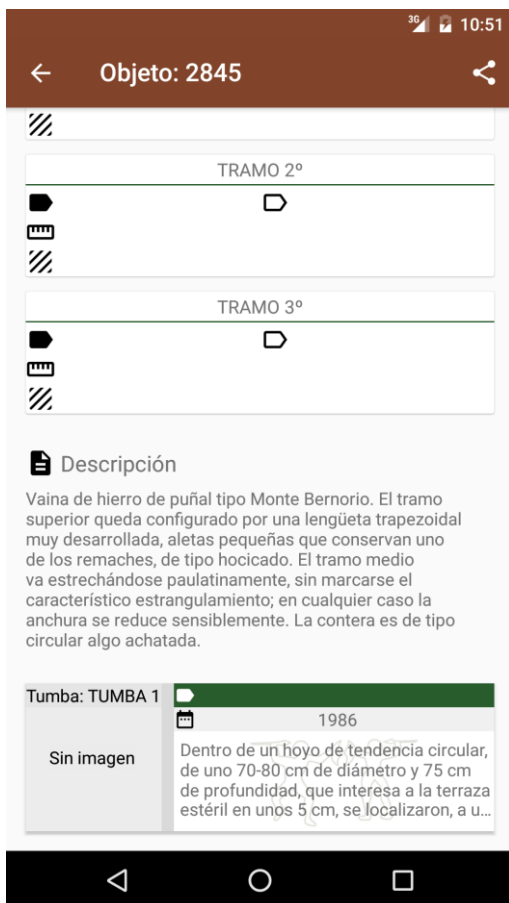 3G 10:51
Objeto: 2845
TRAMO 2º
TRAMO 3º
Descripción
Vaina de hierro de puñal tipo Monte Bernorio. El tramo
superior queda configurado por una lengüeta trapezoidal
muy desarrollada, aletas pequeñas que conservan uno
de los remaches, de tipo hocicado. El tramo medio
va estrechándose paulatinamente, sin marcarse el
característico estrangulamiento; en cualquier caso la
anchura se reduce sensiblemente. La contera es de tipo
circular algo achatada.
Tumba: TUMBA 1
1986
Sin imagen
Dentro de un hoyo de tendencia circular,
de uno 70-80 cm de diámetro y 75 cm
de profundidad, que interesa a la terraza
estéril en unos 5 cm, se localizaron, a u...